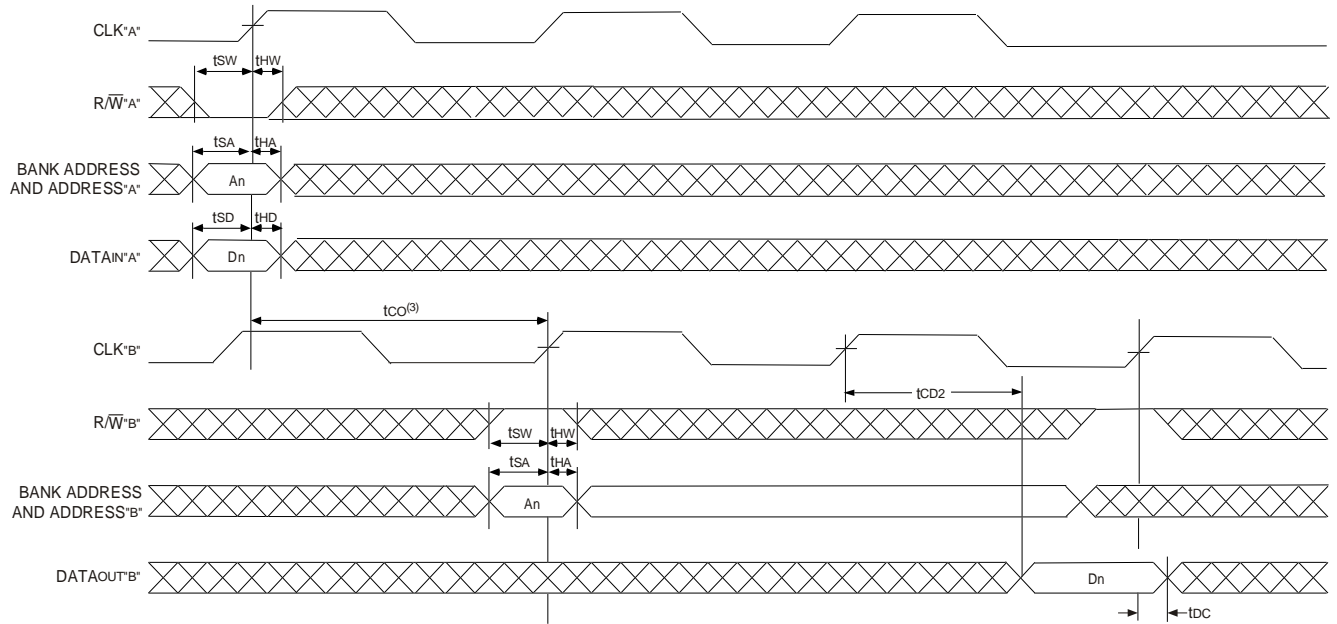 CLK"A"
tSW tHW
R/W̅"A"
tSA tHA
BANK ADDRESS
AND ADDRESS"A"
An
tSD tHD
DATAIN"A"
Dn
tCO(3)
CLK"B"
tCD2
R/W̅"B"
tSW tHW
tSA tHA
BANK ADDRESS
AND ADDRESS"B"
An
DATAOUT"B"
Dn
tDC